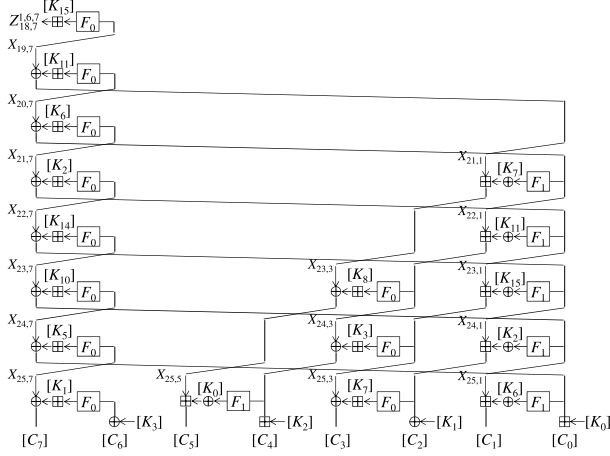 [K₁₅]
Z₁₈,₇¹,⁶,⁷ F₀
X₁₉,₇
[K₁₁]
F₀
X₂₀,₇
[K₆]
F₀
X₂₁,₇ X₂₁,₁
[K₂] [K₇]
F₀ F₁
X₂₂,₇ X₂₂,₁
[K₁₄] [K₁₁]
F₀ F₁
X₂₃,₇ X₂₃,₃ X₂₃,₁
[K₁₀] [K₈] [K₁₅]
F₀ F₀ F₁
X₂₄,₇ X₂₄,₃ X₂₄,₁
[K₅] [K₃] [K₂]
F₀ F₀ F₁
X₂₅,₇ X₂₅,₅ X₂₅,₃ X₂₅,₁
[K₁] [K₀] [K₇] [K₆]
F₀ F₁ F₀ F₁
[K₃] [K₂] [K₁] [K₀]
[C₇] [C₆] [C₅] [C₄] [C₃] [C₂] [C₁] [C₀]